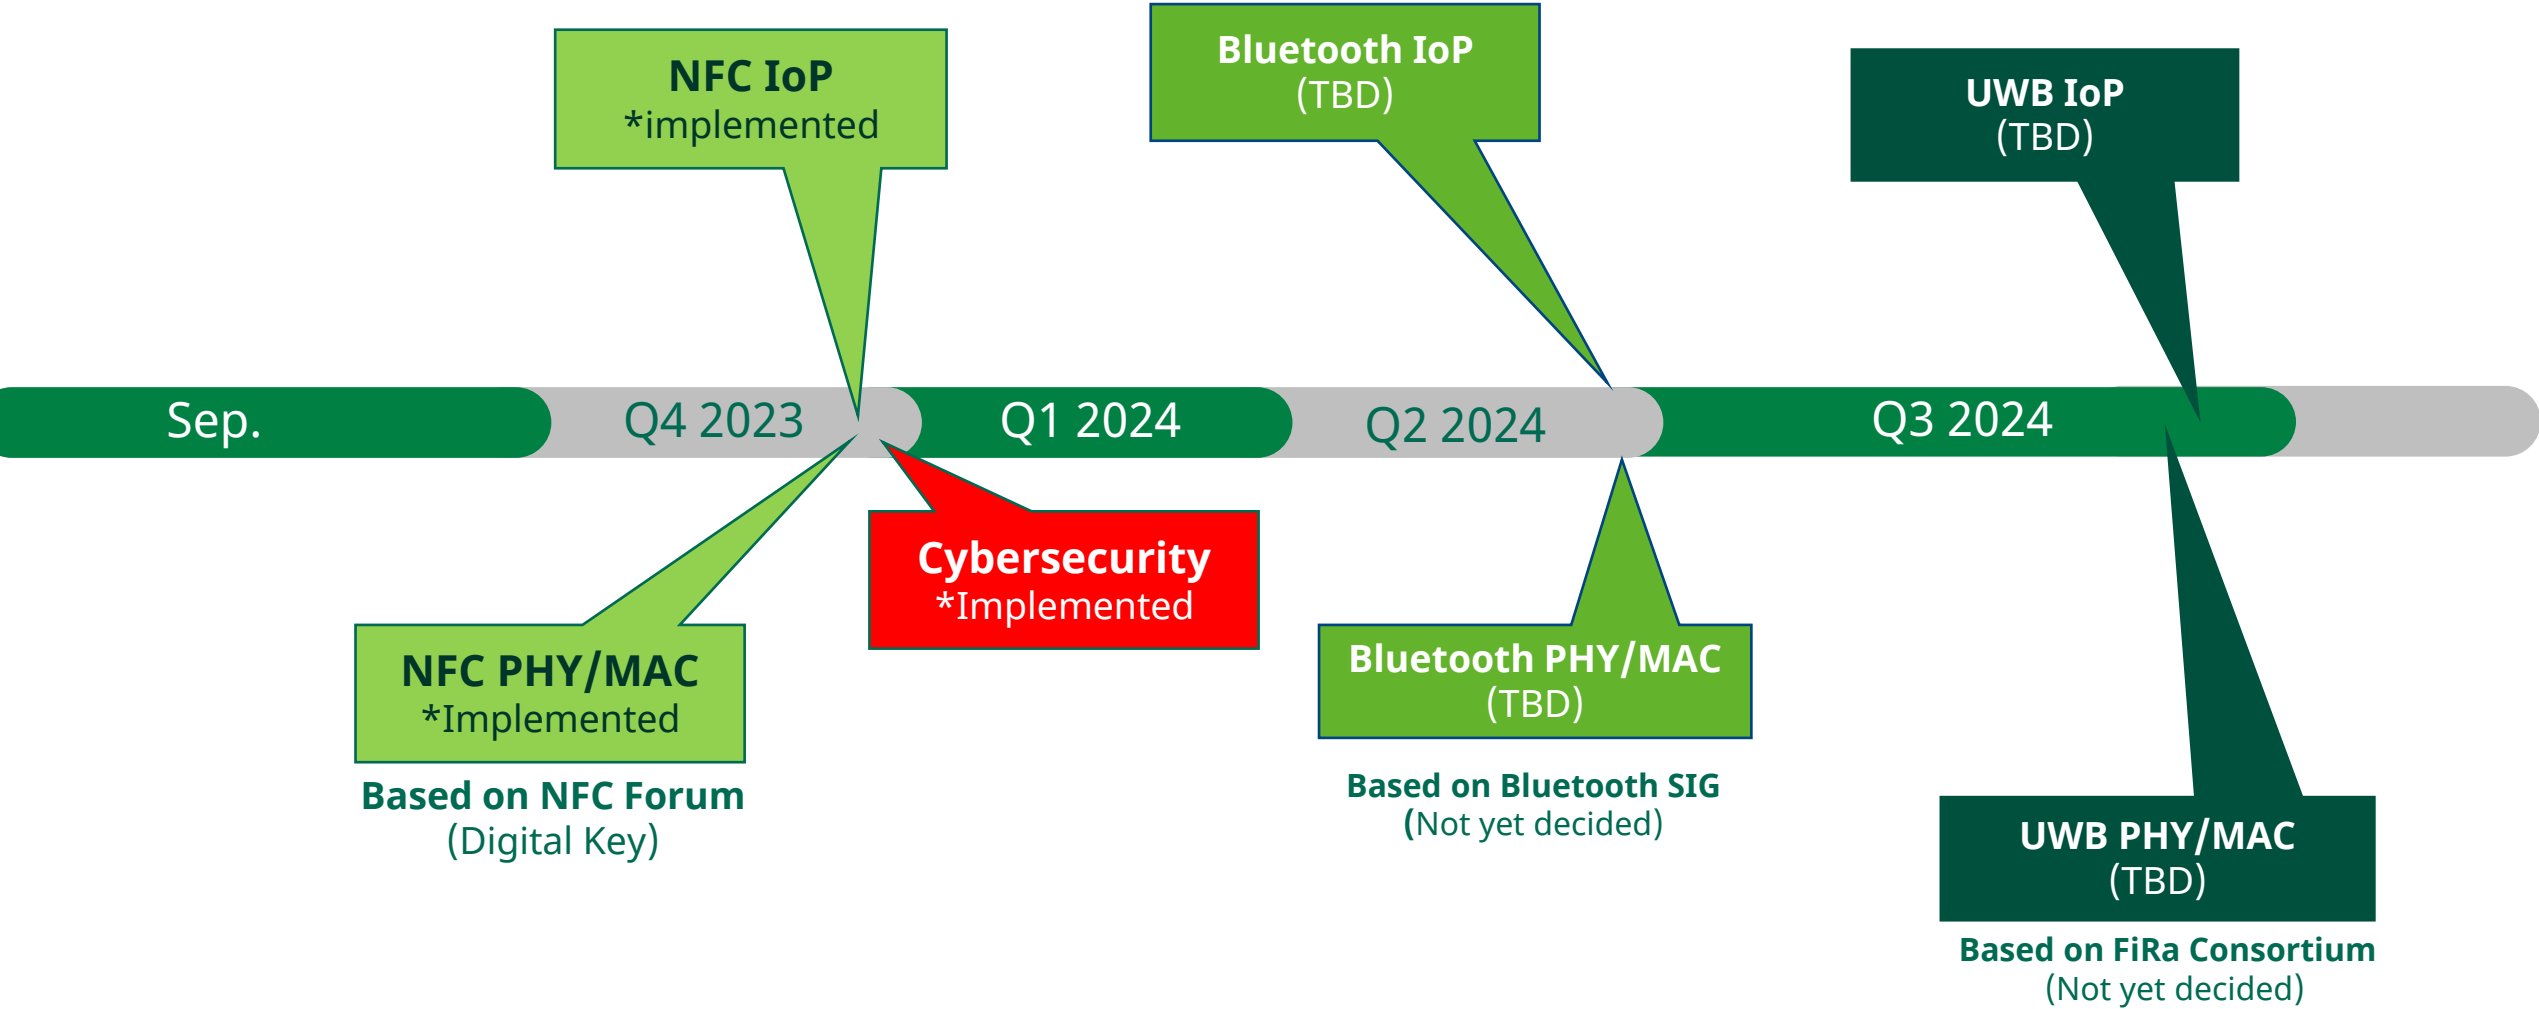 NFC IoP
*implemented
Bluetooth IoP
(TBD)
UWB IoP
(TBD)
Sep.
Q4 2023
Q1 2024
Q2 2024
Q3 2024
Cybersecurity
*Implemented
NFC PHY/MAC
*Implemented
Based on NFC Forum
(Digital Key)
Bluetooth PHY/MAC
(TBD)
Based on Bluetooth SIG
(Not yet decided)
UWB PHY/MAC
(TBD)
Based on FiRa Consortium
(Not yet decided)